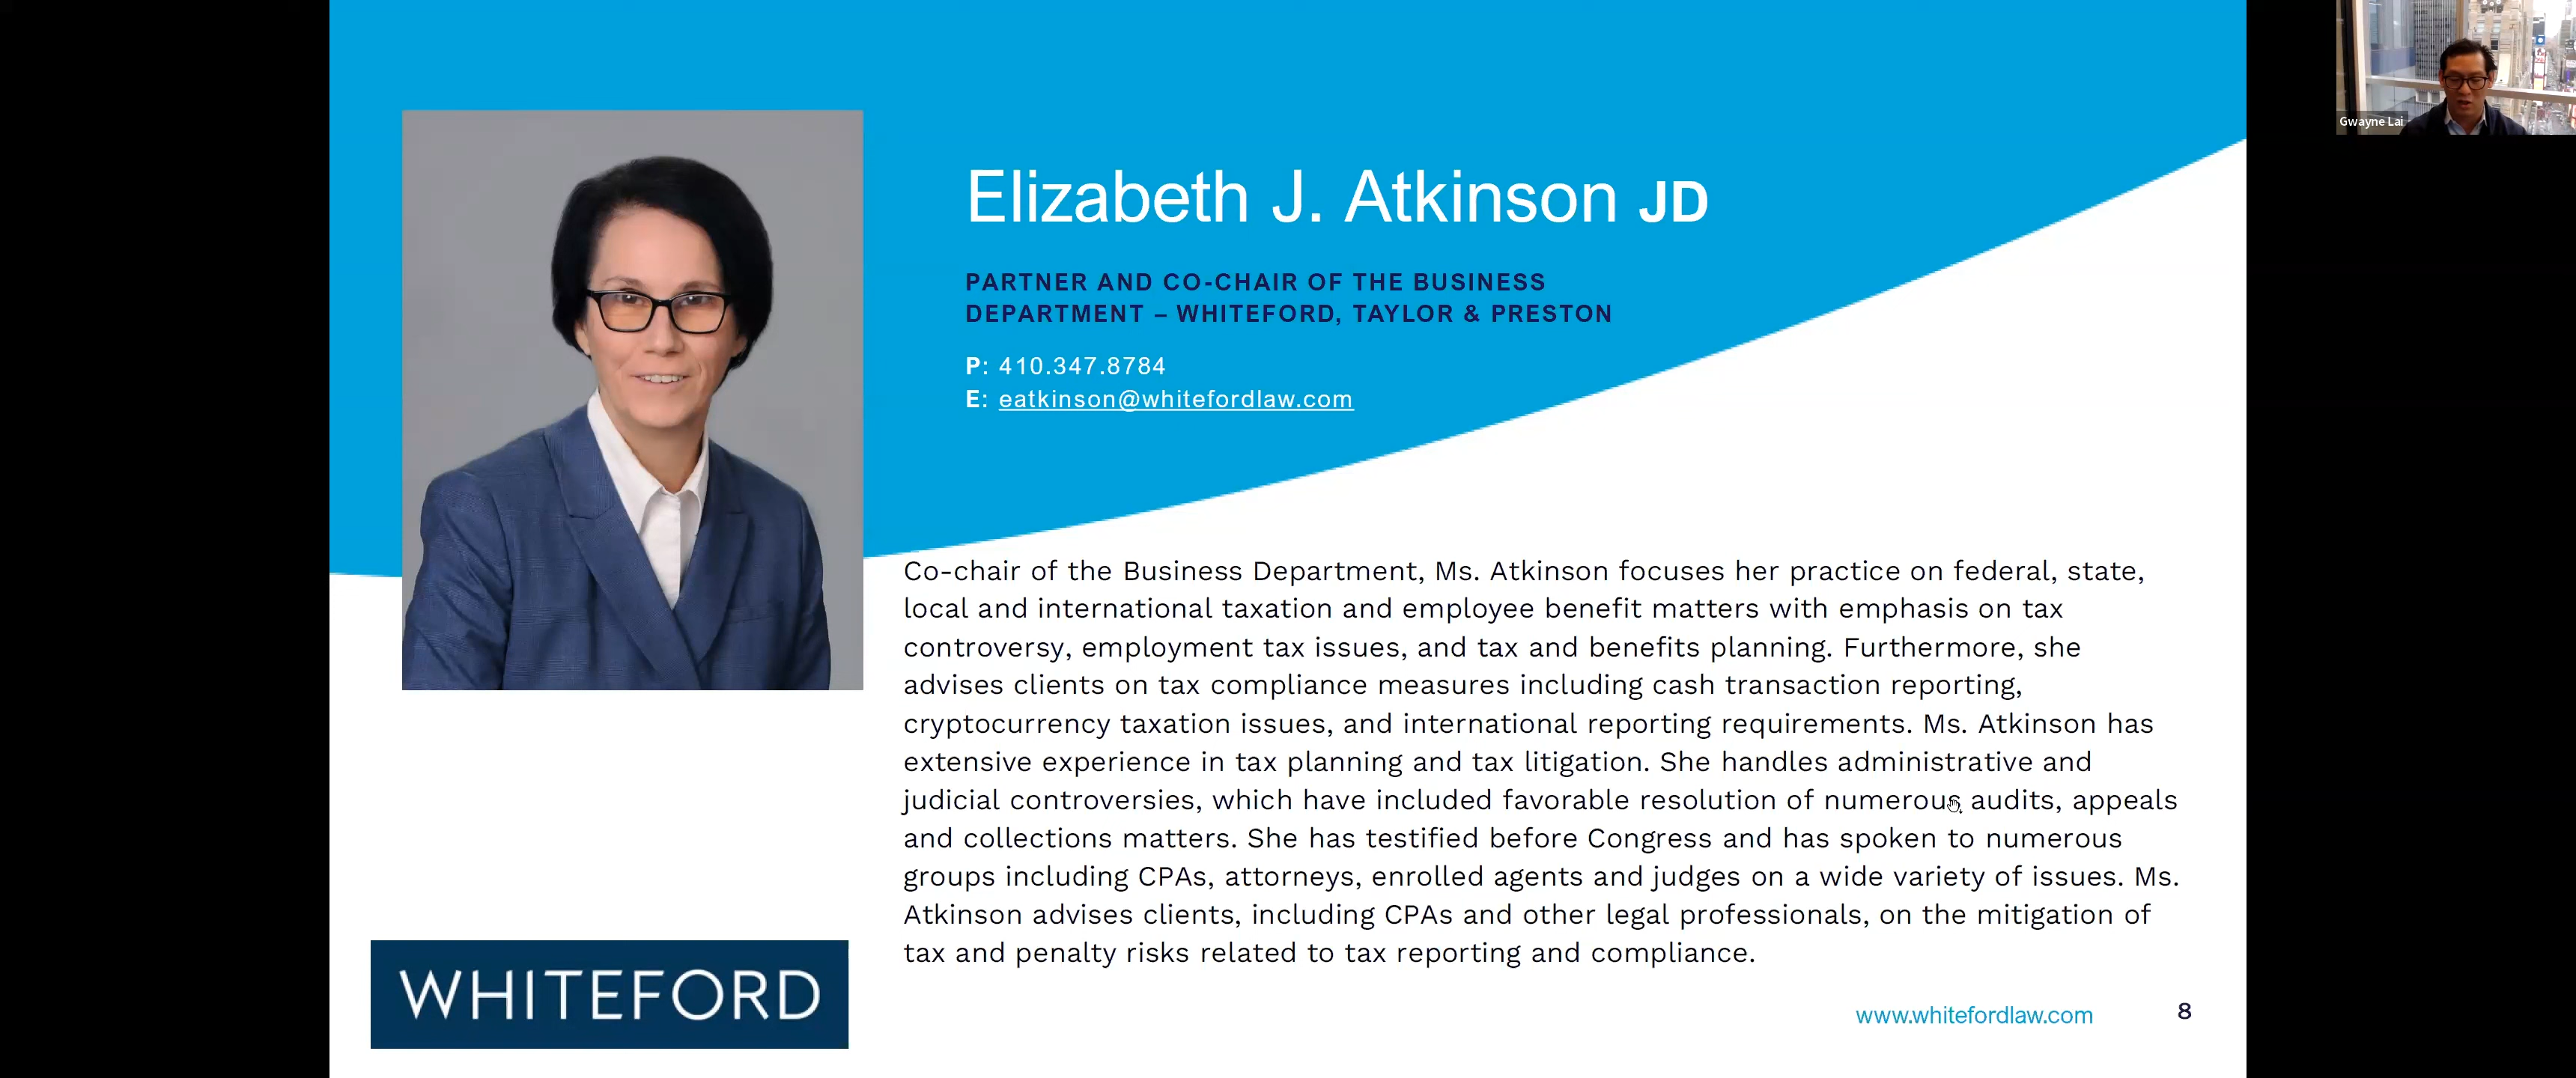 Gwayne Lai
Elizabeth J. Atkinson JD
PARTNER AND CO-CHAIR OF THE BUSINESS
DEPARTMENT – WHITEFORD, TAYLOR & PRESTON
P: 410.347.8784
E: eatkinson@whitefordlaw.com
Co-chair of the Business Department, Ms. Atkinson focuses her practice on federal, state,
local and international taxation and employee benefit matters with emphasis on tax
controversy, employment tax issues, and tax and benefits planning. Furthermore, she
advises clients on tax compliance measures including cash transaction reporting,
cryptocurrency taxation issues, and international reporting requirements. Ms. Atkinson has
extensive experience in tax planning and tax litigation. She handles administrative and
judicial controversies, which have included favorable resolution of numerous audits, appeals
and collections matters. She has testified before Congress and has spoken to numerous
groups including CPAs, attorneys, enrolled agents and judges on a wide variety of issues. Ms.
Atkinson advises clients, including CPAs and other legal professionals, on the mitigation of
tax and penalty risks related to tax reporting and compliance.
WHITEFORD
www.whitefordlaw.com
8